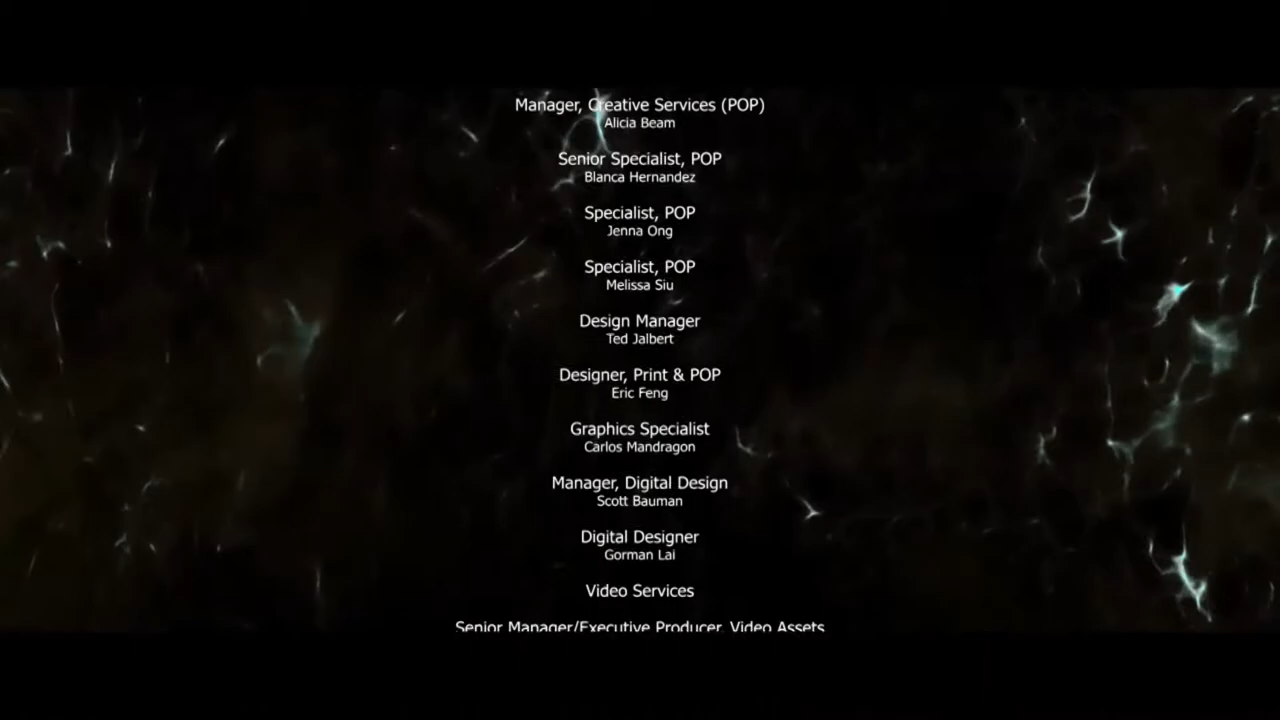 Manager, Creative Services (POP)
Alicia Beam
Senior Specialist, POP
Blanca Hernandez
Specialist, POP
Jenna Ong
Specialist, POP
Melissa Siu
Design Manager
Ted Jalbert
Designer, Print & POP
Eric Feng
Graphics Specialist
Carlos Mandragon
Manager, Digital Design
Scott Bauman
Digital Designer
Gorman Lai
Video Services
Senior Manager/Executive Producer, Video Assets